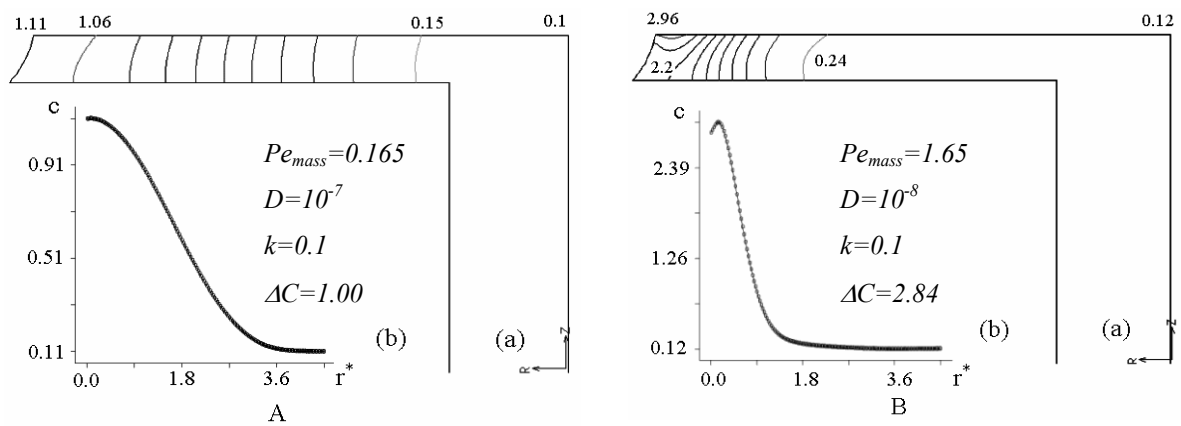 1.11 1.06 0.15 0.1
c
0.91
0.51
0.11
0.0 1.8 3.6 r*
Pe_mass=0.165
D=10^-7
k=0.1
ΔC=1.00
(b)
(a)
Z
R
A
2.96 0.12
2.2
0.24
c
2.39
1.26
0.12
0.0 1.8 3.6 r*
Pe_mass=1.65
D=10^-8
k=0.1
ΔC=2.84
(b)
(a)
Z
R
B